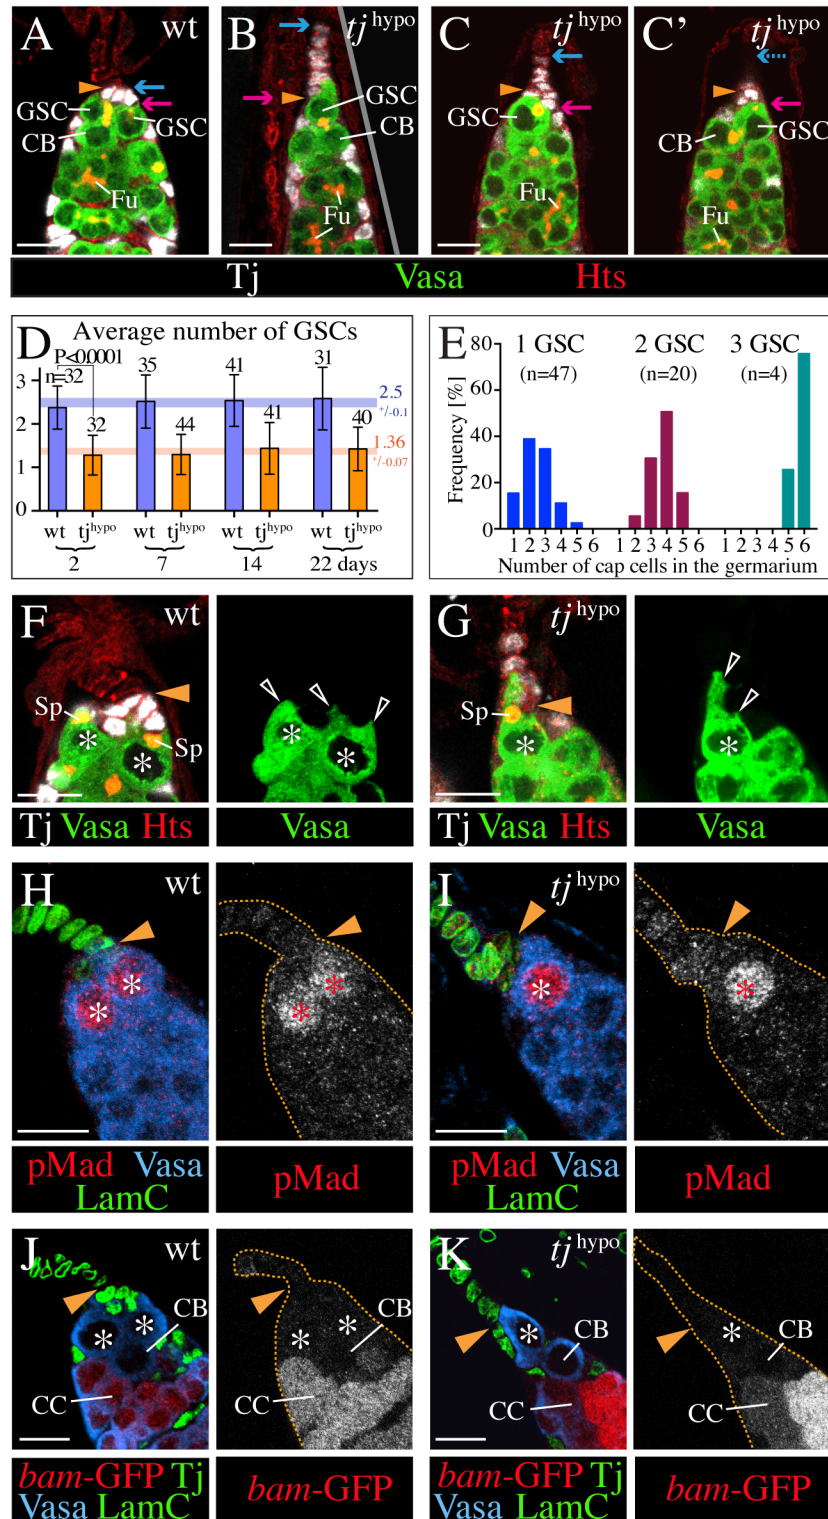 A wt
GSC
CB
GSC
Fu
B tj hypo
GSC
CB
Fu
C tj hypo
GSC
Fu
C’ tj hypo
CB
GSC
Fu
Tj Vasa Hts
D Average number of GSCs
P<0.0001
n=32 32 35 44 41 41 31 40
3
2
1
0
2.5
+/-0.1
1.36
+/-0.07
wt tjhypo wt tjhypo wt tjhypo wt tjhypo
2 7 14 22 days
E 1 GSC 2 GSC 3 GSC
(n=47) (n=20) (n=4)
Frequency [%]
80
60
40
20
0
1 2 3 4 5 6 1 2 3 4 5 6 1 2 3 4 5 6
Number of cap cells in the germarium
F wt
Sp
*
Sp
*
* *
Tj Vasa Hts
Vasa
G tj hypo
Sp
*
*
Tj Vasa Hts
Vasa
H wt
* *
* *
pMad Vasa
LamC
pMad
I tj hypo
*
*
pMad Vasa
LamC
pMad
J wt
* *
CB
CC
* *
CB
CC
bam-GFP Tj
Vasa LamC
bam-GFP
K tj hypo
*
CB
CC
*
CB
CC
bam-GFP Tj
Vasa LamC
bam-GFP